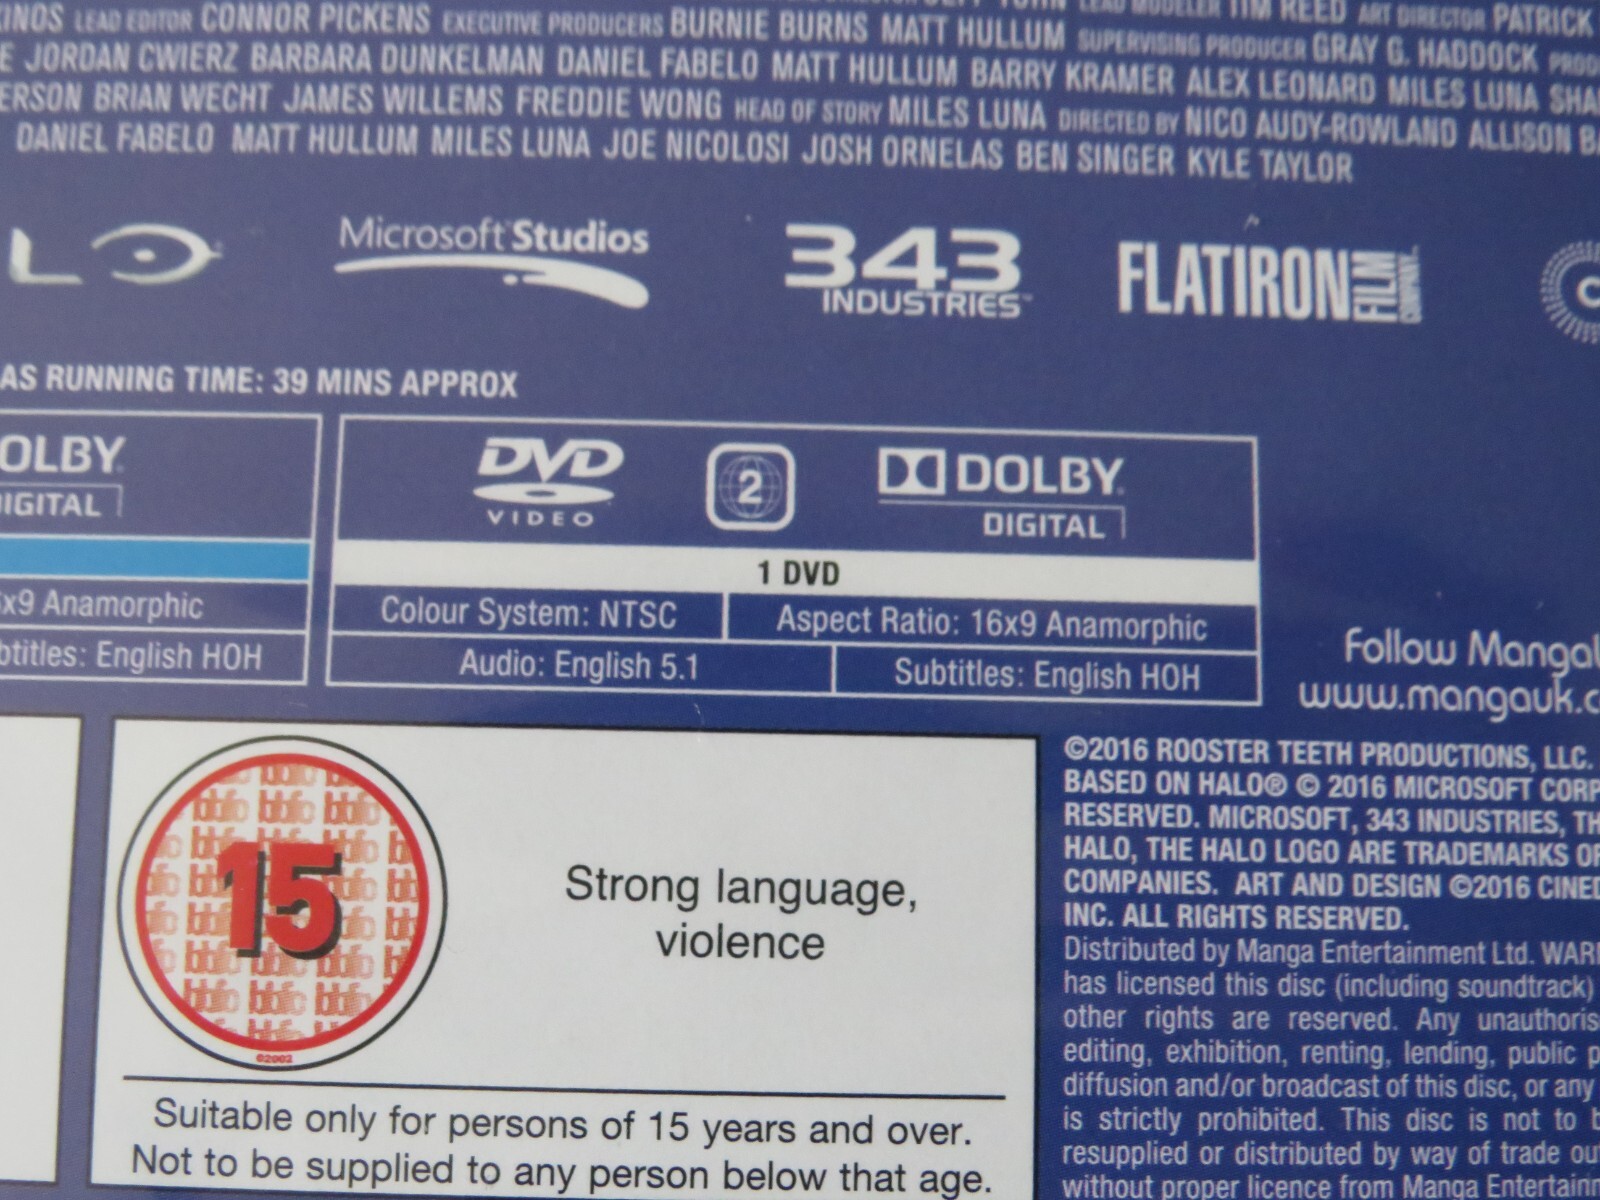 INOS LEAD EDITOR CONNOR PICKENS EXECUTIVE PRODUCERS BURNIE BURNS MATT HULLUM SUPERVISING PRODUCER GRAY G. HADDOCK
LEAD MODELER TIM REED ART DIRECTOR PATRICK
E JORDAN CWIERZ BARBARA DUNKELMAN DANIEL FABELO MATT HULLUM BARRY KRAMER ALEX LEONARD MILES LUNA SHA
ERSON BRIAN WECHT JAMES WILLEMS FREDDIE WONG HEAD OF STORY MILES LUNA DIRECTED BY NICO AUDY-ROWLAND ALLISON BA
DANIEL FABELO MATT HULLUM MILES LUNA JOE NICOLOSI JOSH ORNELAS BEN SINGER KYLE TAYLOR
LO
Microsoft Studios
343
INDUSTRIES™
FLATIRON FILM COMPANY
C
AS RUNNING TIME: 39 MINS APPROX
OLBY
DIGITAL
x9 Anamorphic
btitles: English HOH
DVD
VIDEO
2
DOLBY
DIGITAL
1 DVD
Colour System: NTSC
Aspect Ratio: 16x9 Anamorphic
Audio: English 5.1
Subtitles: English HOH
Follow Manga
www.mangauk.c
15
©2002
Strong language,
violence
Suitable only for persons of 15 years and over.
Not to be supplied to any person below that age.
©2016 ROOSTER TEETH PRODUCTIONS, LLC.
BASED ON HALO® © 2016 MICROSOFT CORP
RESERVED. MICROSOFT, 343 INDUSTRIES, TH
HALO, THE HALO LOGO ARE TRADEMARKS OF
COMPANIES. ART AND DESIGN ©2016 CINED
INC. ALL RIGHTS RESERVED.
Distributed by Manga Entertainment Ltd. WAR
has licensed this disc (including soundtrack)
other rights are reserved. Any unauthoris
editing, exhibition, renting, lending, public p
diffusion and/or broadcast of this disc, or any
is strictly prohibited. This disc is not to b
resupplied or distributed by way of trade ou
without proper licence from Manga Entertain